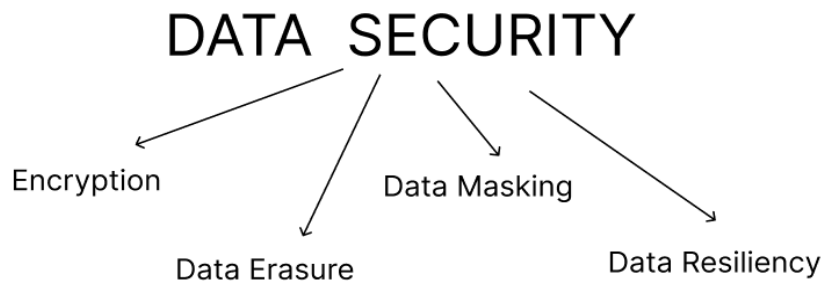 DATA SECURITY
Encryption
Data Masking
Data Erasure
Data Resiliency